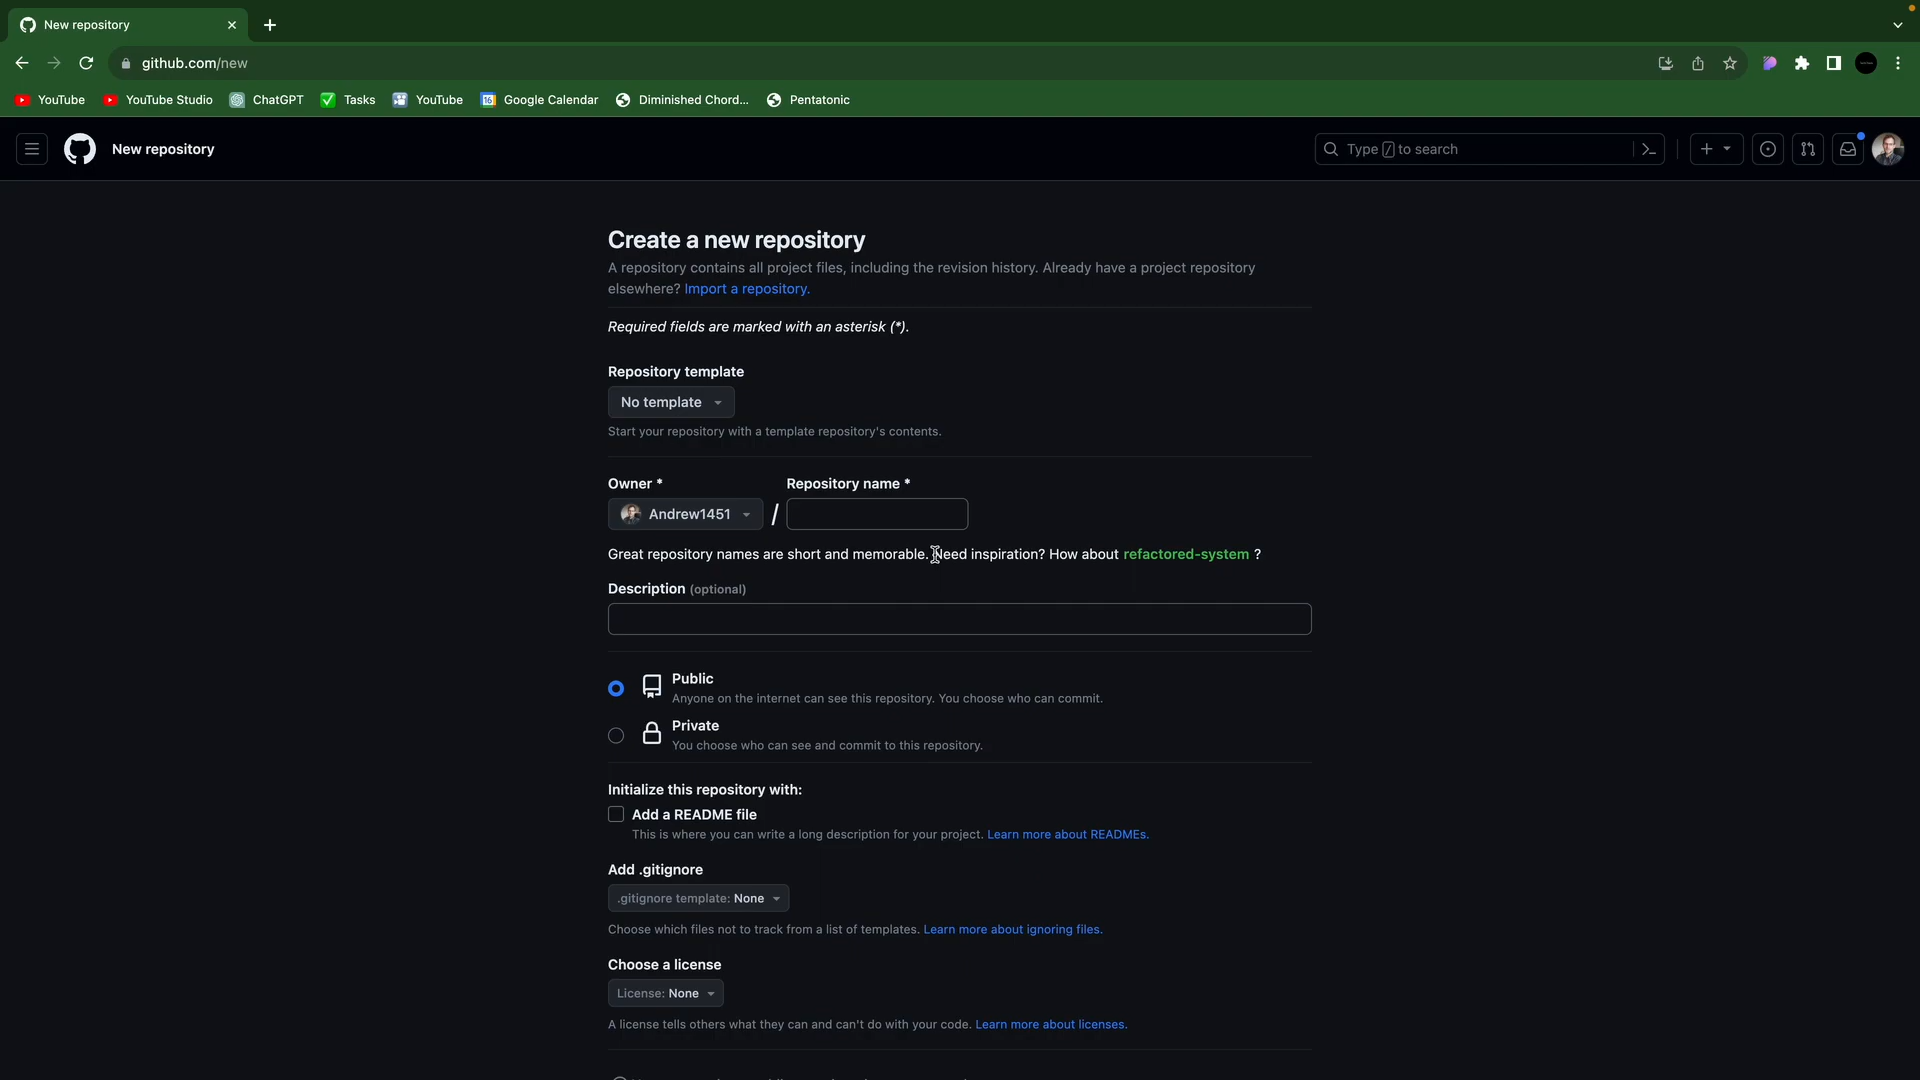 New repository
github.com/new
YouTube YouTube Studio ChatGPT Tasks YouTube 16 Google Calendar Diminished Chord... Pentatonic
New repository
Type / to search
Create a new repository
A repository contains all project files, including the revision history. Already have a project repository
elsewhere? Import a repository.
Required fields are marked with an asterisk (*).
Repository template
No template
Start your repository with a template repository's contents.
Owner * Repository name *
Andrew1451 /
Great repository names are short and memorable. Need inspiration? How about refactored-system ?
Description (optional)
Public
Anyone on the internet can see this repository. You choose who can commit.
Private
You choose who can see and commit to this repository.
Initialize this repository with:
Add a README file
This is where you can write a long description for your project. Learn more about READMEs.
Add .gitignore
.gitignore template: None
Choose which files not to track from a list of templates. Learn more about ignoring files.
Choose a license
License: None
A license tells others what they can and can't do with your code. Learn more about licenses.